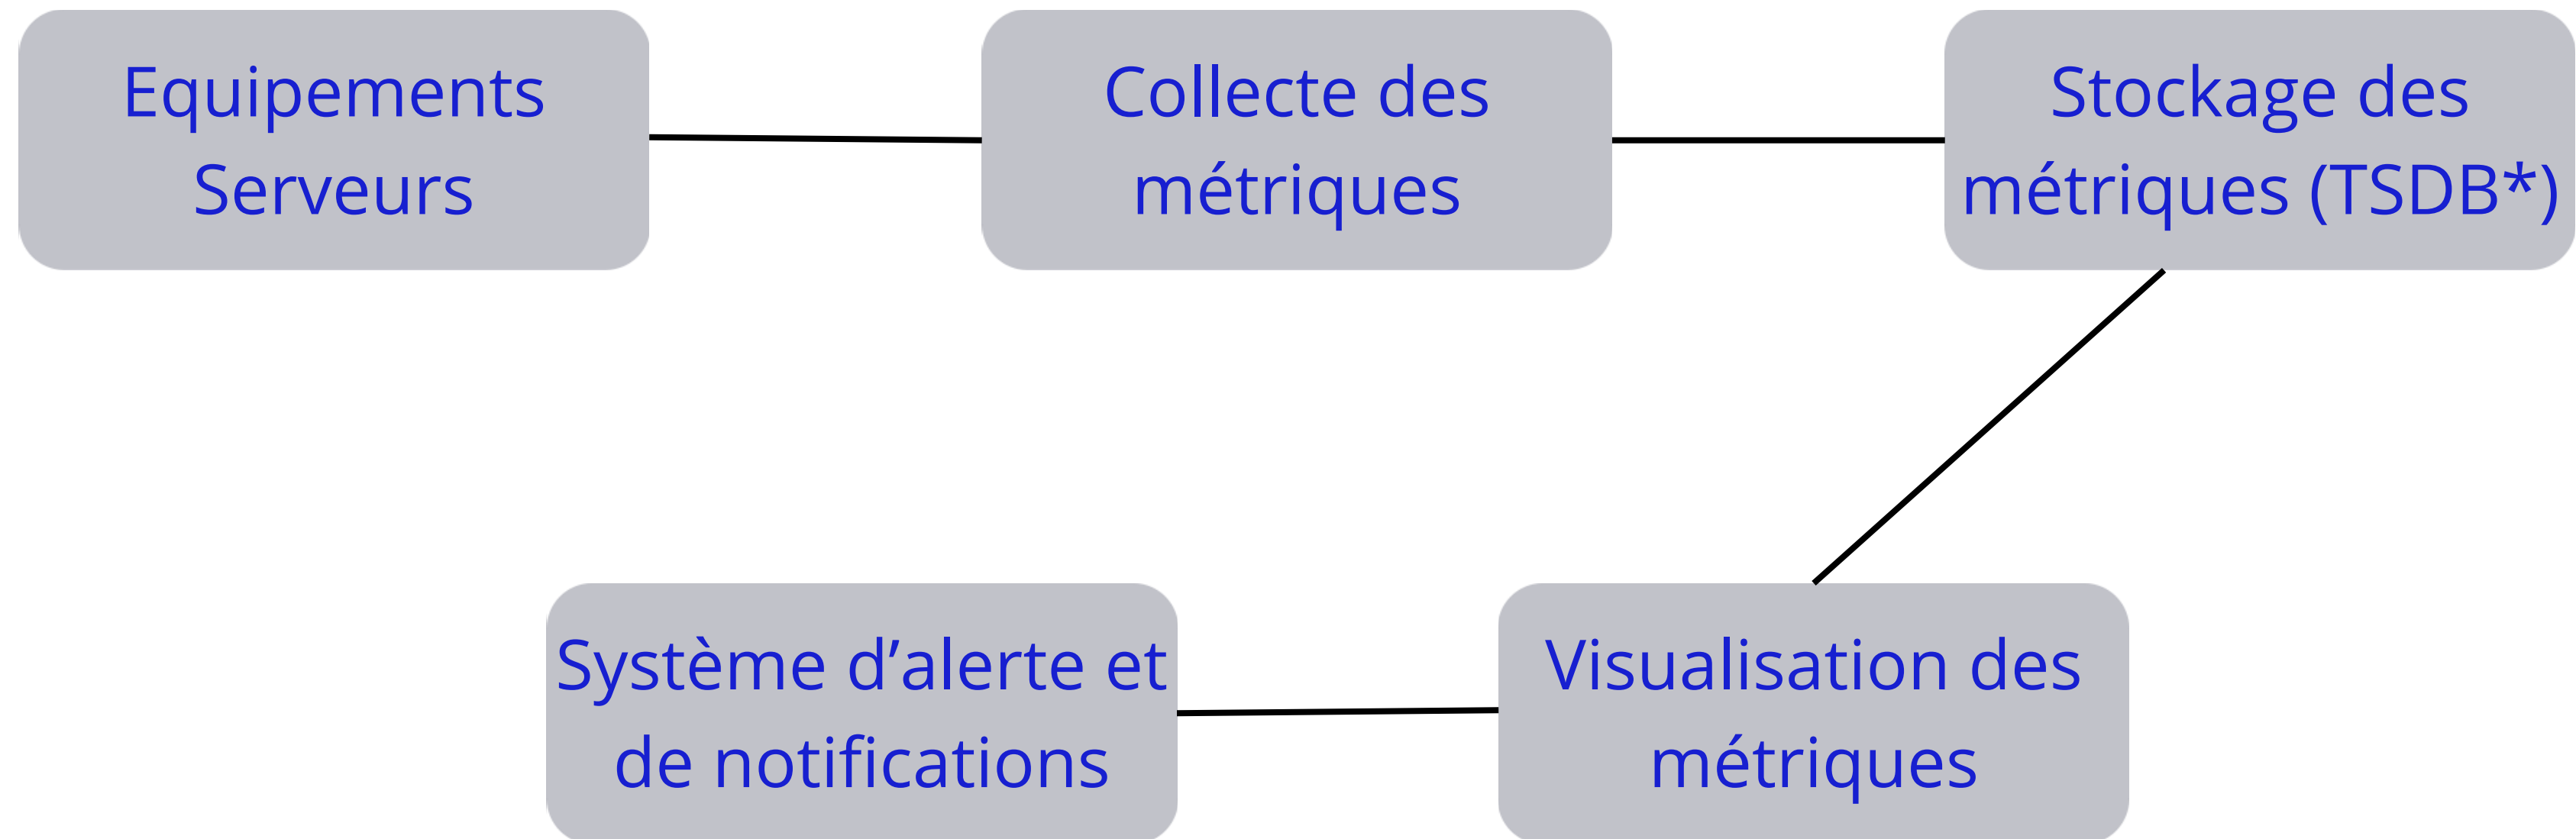 Equipements
Serveurs
Collecte des
métriques
Stockage des
métriques (TSDB*)
Système d’alerte et
de notifications
Visualisation des
métriques